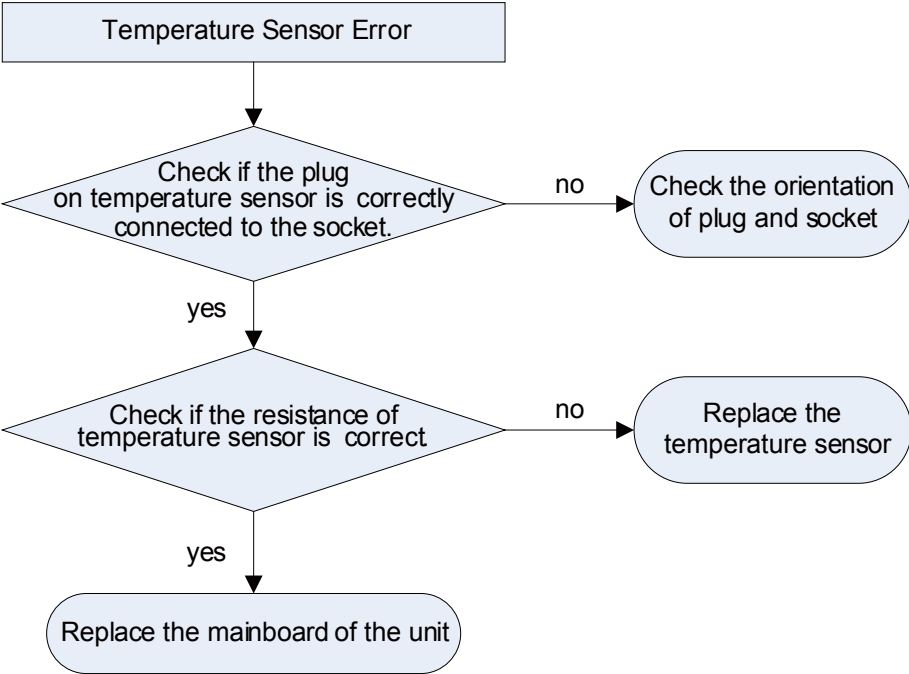 Temperature Sensor Error
Check if the plug
on temperature sensor is correctly
connected to the socket.
no
Check the orientation
of plug and socket
yes
Check if the resistance of
temperature sensor is correct.
no
Replace the
temperature sensor
yes
Replace the mainboard of the unit